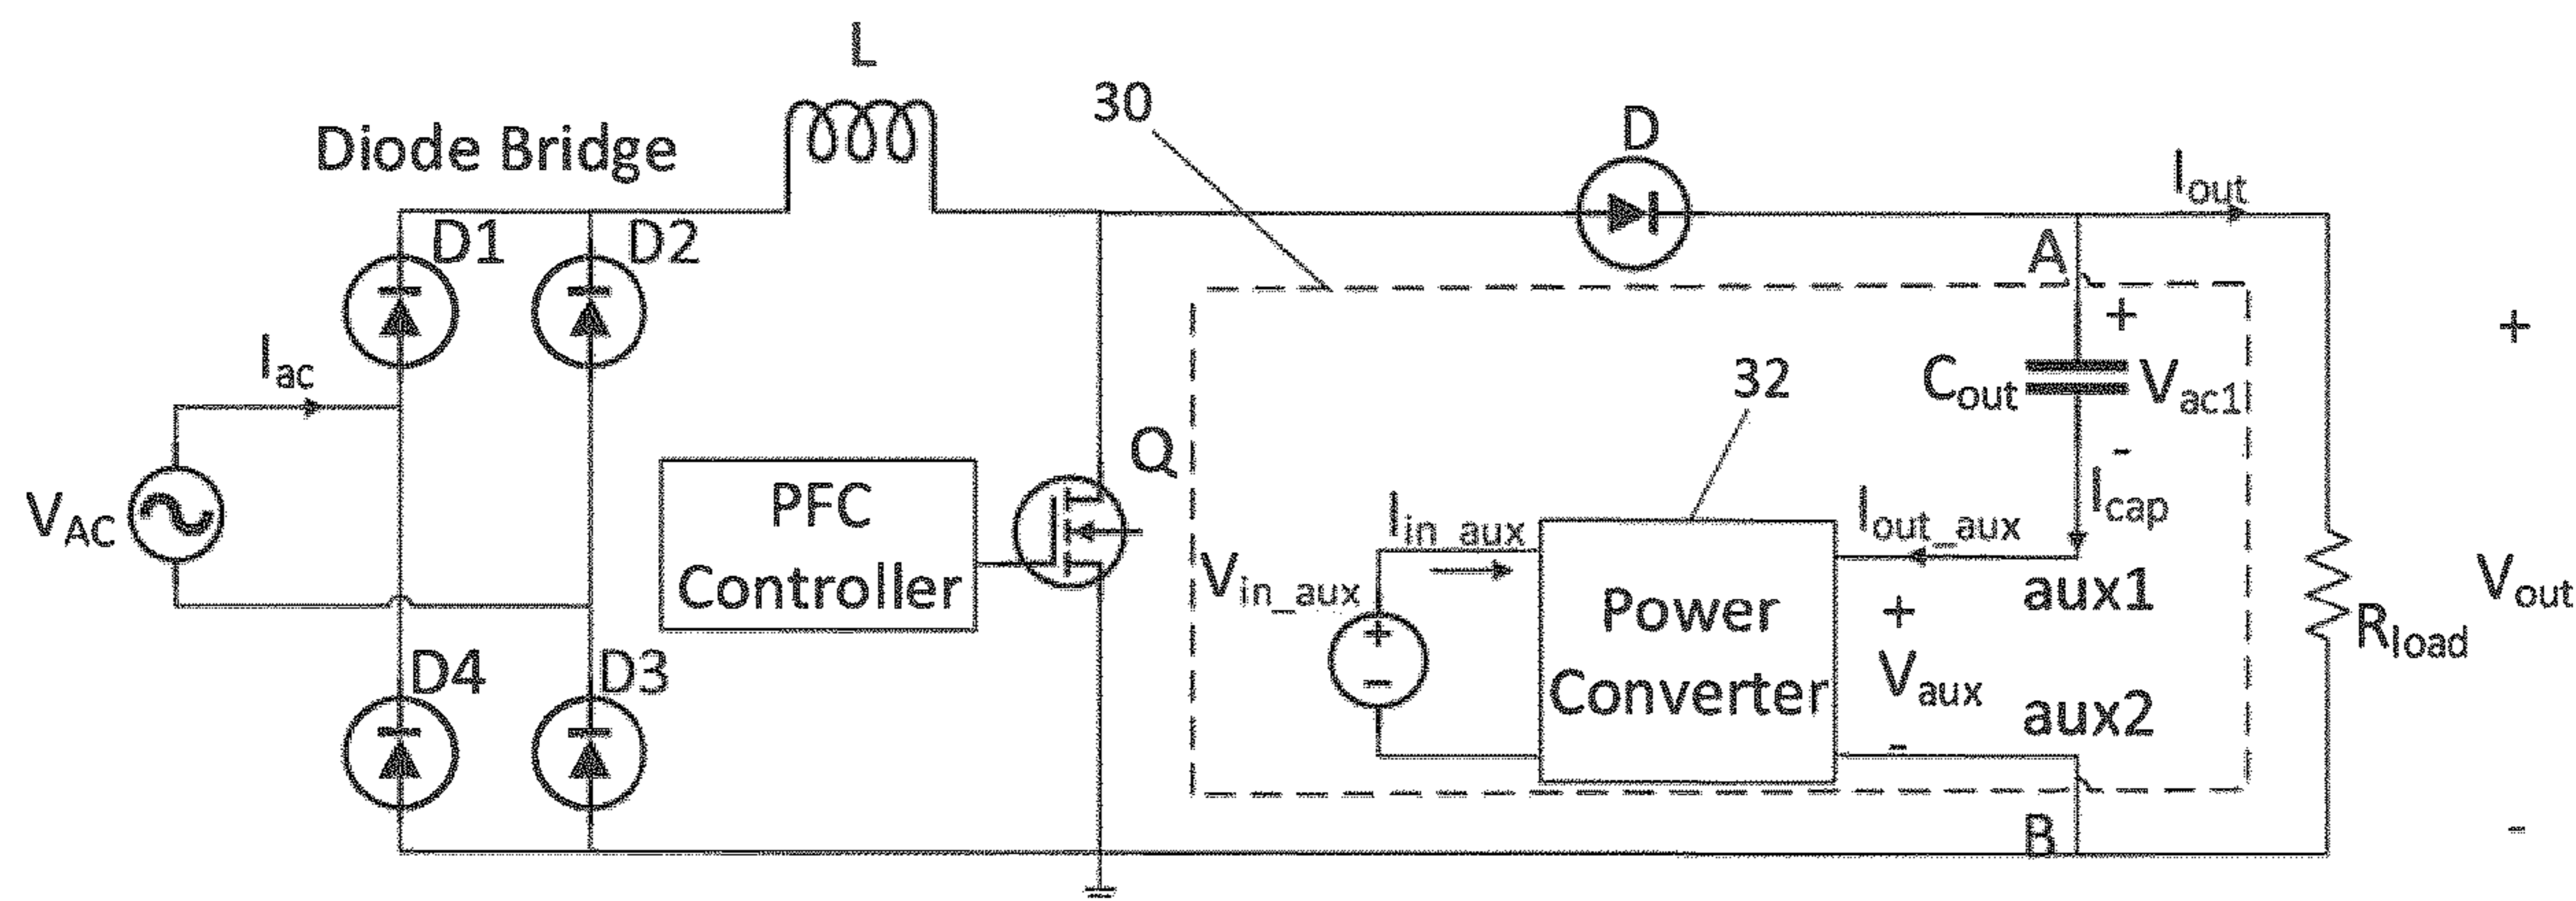 L
30
D
Diode Bridge
I_out
D1
D2
A
+
+
I_ac
32
C_out
V_ac1
Q
-
I_cap
V_AC
PFC
Controller
I_in_aux
I_out_aux
V_in_aux
+
-
Power
Converter
+
V_aux
-
aux1
aux2
V_out
R_load
D4
D3
B
-